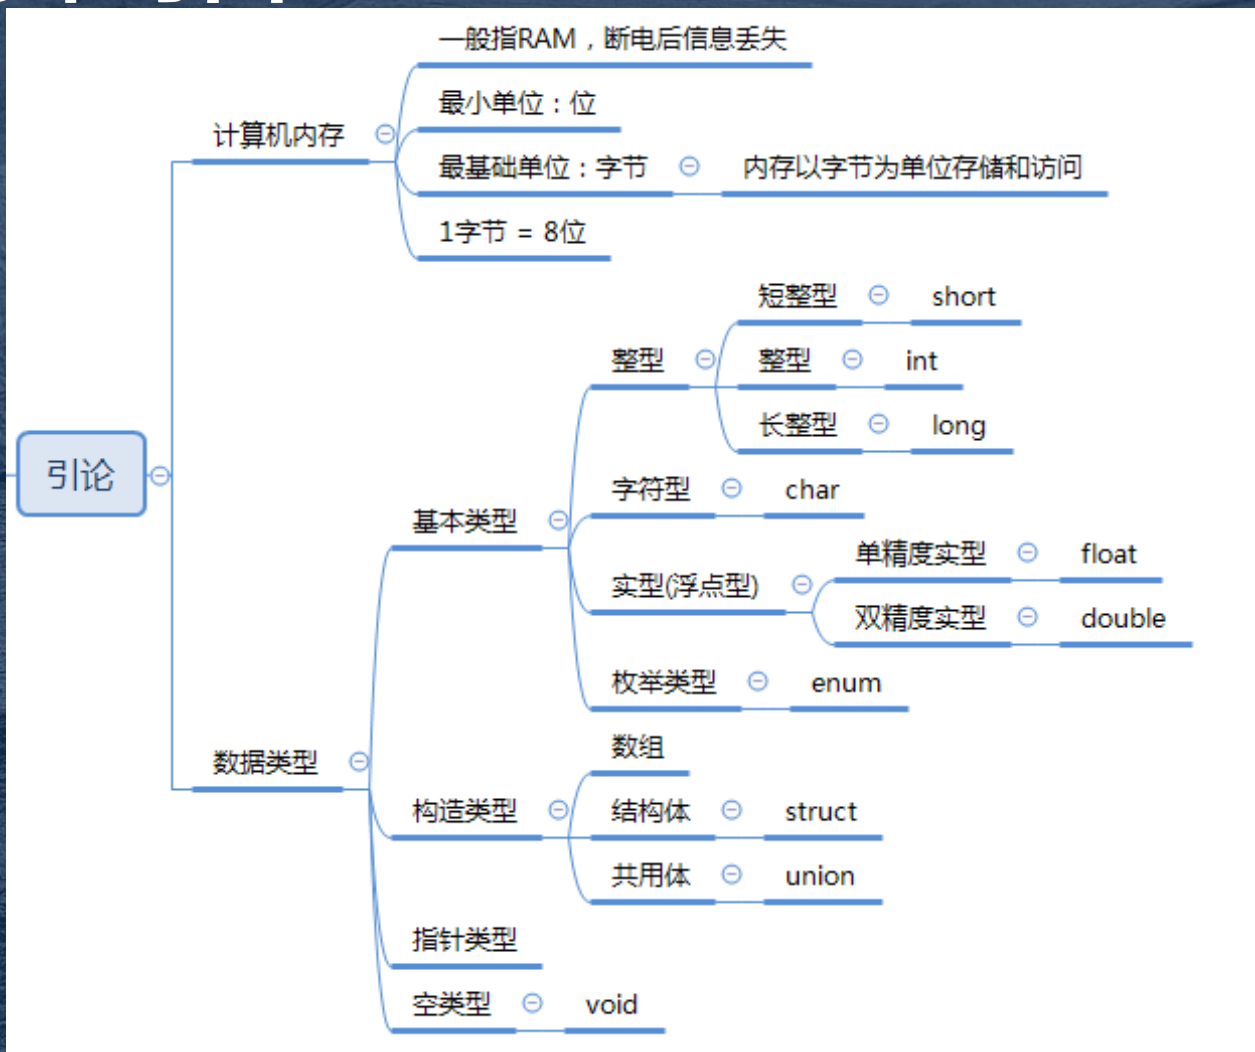 一般指RAM，断电后信息丢失
最小单位：位
计算机内存
最基础单位：字节
内存以字节为单位存储和访问
1字节 = 8位
引论
短整型
short
整型
整型
int
长整型
long
字符型
char
基本类型
单精度实型
float
实型(浮点型)
双精度实型
double
枚举类型
enum
数据类型
数组
构造类型
结构体
struct
共用体
union
指针类型
空类型
void